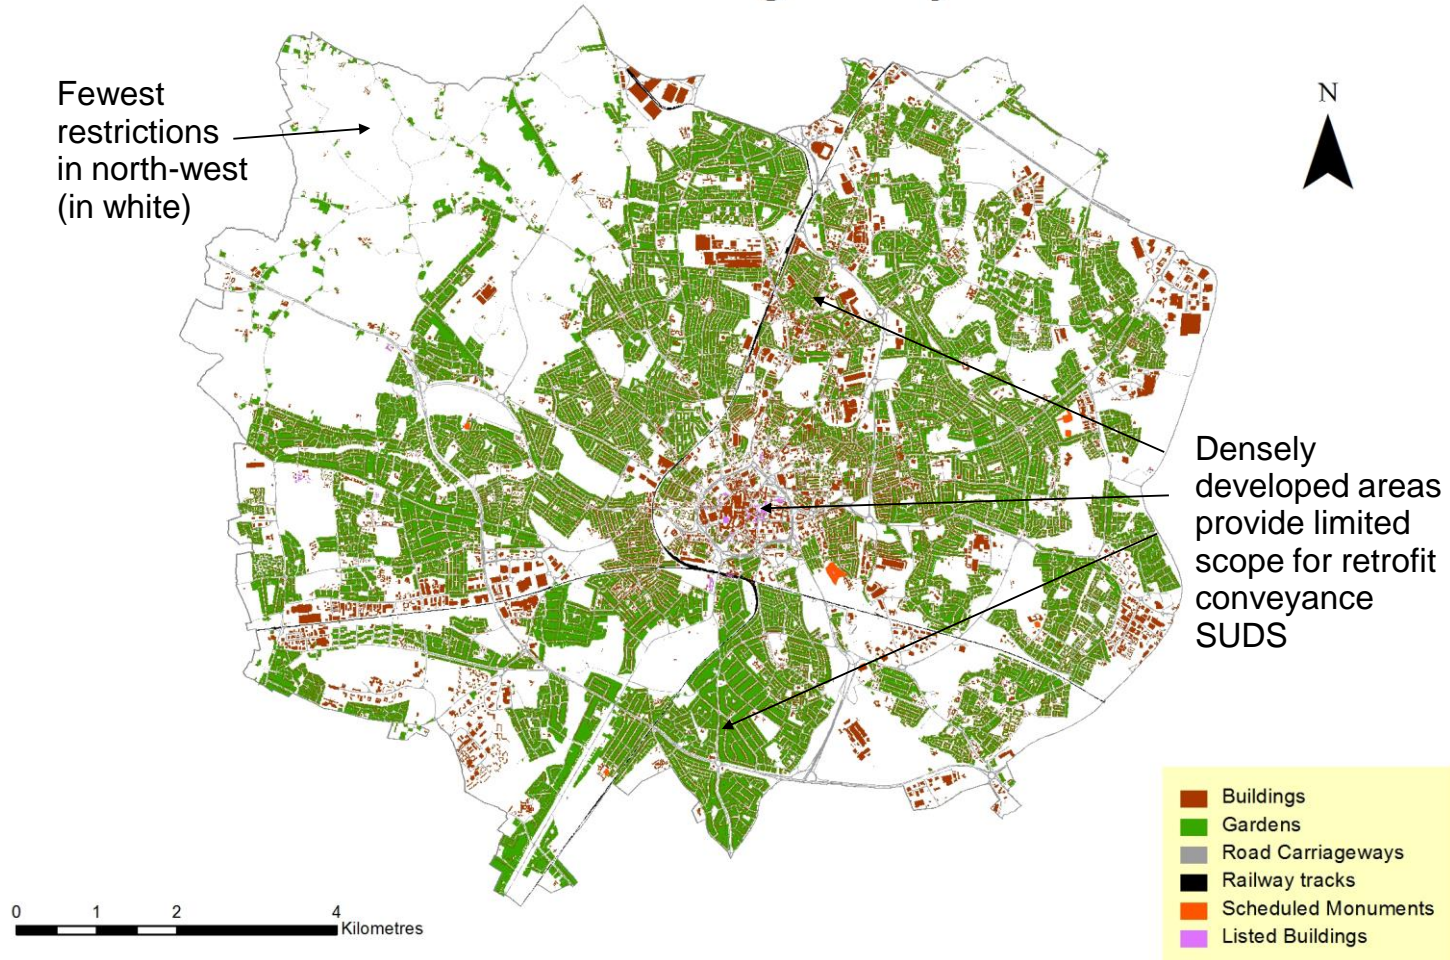 Fewest
restrictions
in north-west
(in white)
N
Densely
developed areas
provide limited
scope for retrofit
conveyance
SUDS
Buildings
Gardens
Road Carriageways
Railway tracks
Scheduled Monuments
Listed Buildings
0 1 2 4
Kilometres